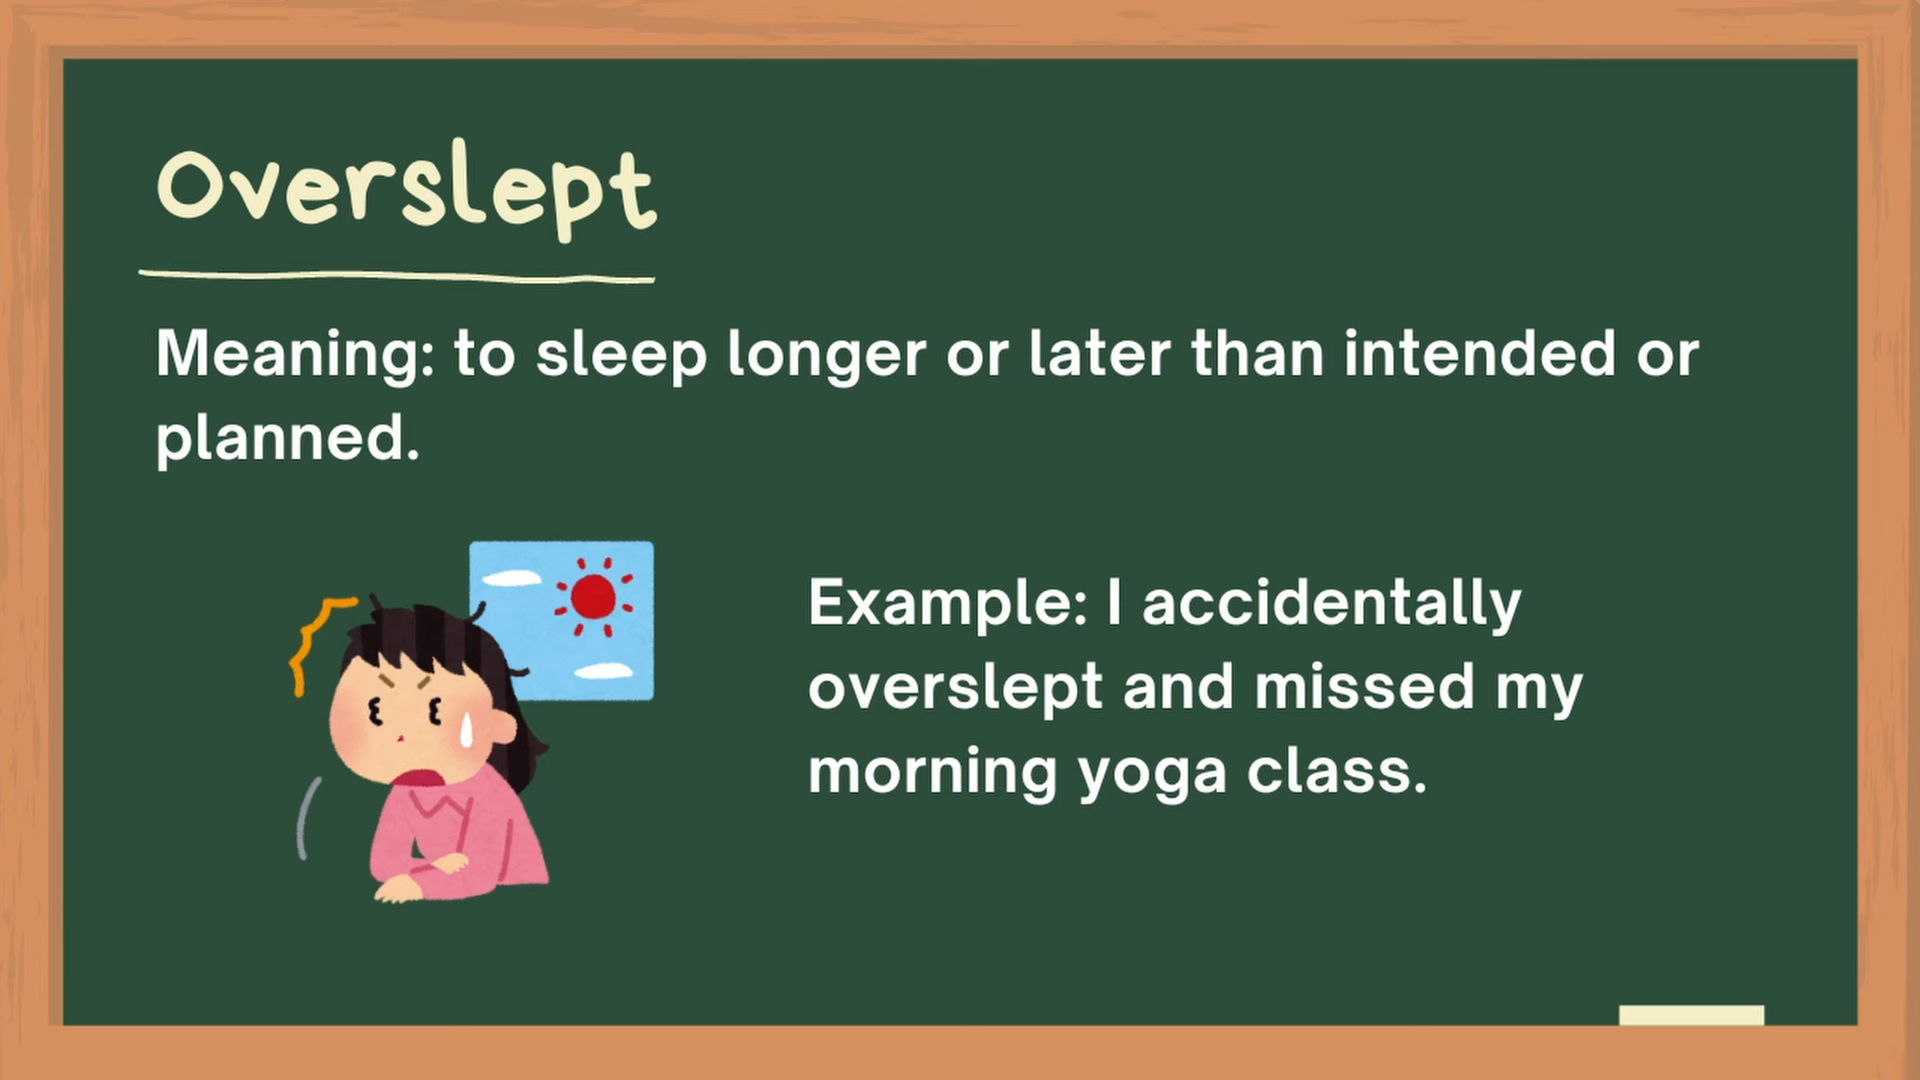 Overslept
Meaning: to sleep longer or later than intended or
planned.
Example: I accidentally
overslept and missed my
morning yoga class.